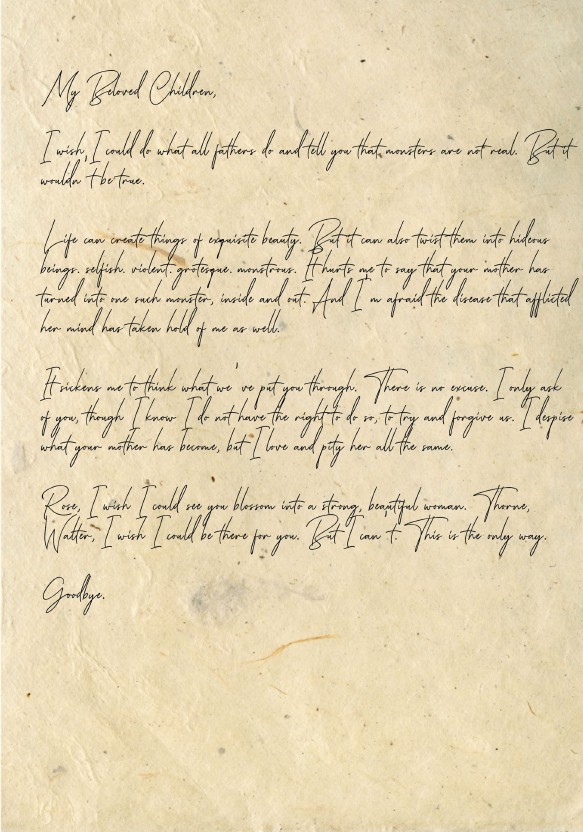 My Beloved Children,
I wish, I could do what all fathers do and tell you that, monsters are not real. But it
wouldn't be true.
Life can create things of exquisite beauty. But it can also twist them into hideous
beings. selfish. violent. grotesque. monstrous. It hurts me to say that your mother has
turned into one such monster, inside and out. And I'm afraid the disease that afflicted
her mind has taken hold of me as well.
It sickens me to think what we've put you through. There is no excuse. I only ask
of you, though I know I do not have the right to do so, to try and forgive us. I despise
what your mother has become, but I love and pity her all the same.
Rose, I wish I could see you blossom into a strong, beautiful woman. Thorne,
Walter, I wish I could be there for you. But I can't. This is the only way.
Goodbye.